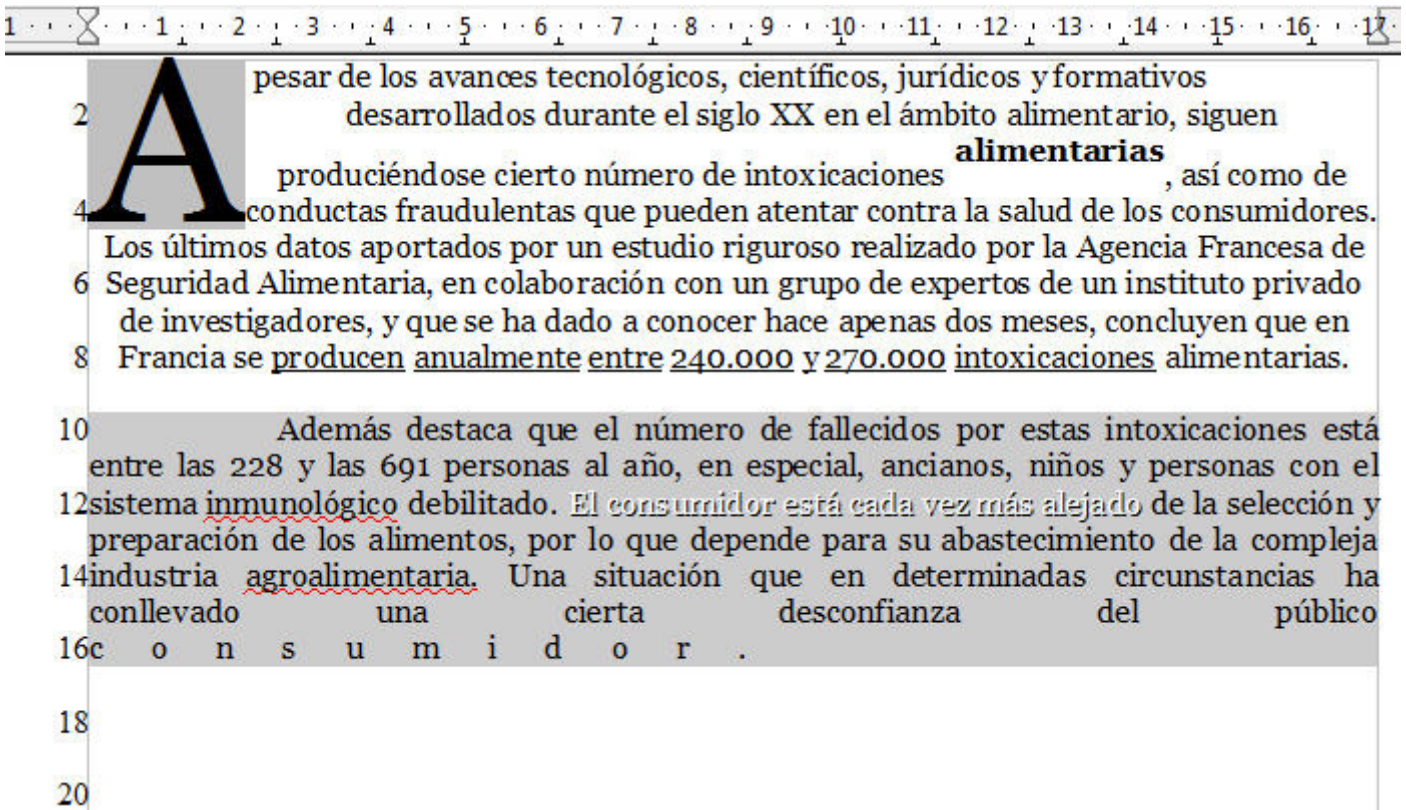 1 1 2 3 4 5 6 7 8 9 10 11 12 13 14 15 16 17
A pesar de los avances tecnológicos, científicos, jurídicos y formativos
2 desarrollados durante el siglo XX en el ámbito alimentario, siguen
produciéndose cierto número de intoxicaciones alimentarias, así como de
4 conductas fraudulentas que pueden atentar contra la salud de los consumidores.
Los últimos datos aportados por un estudio riguroso realizado por la Agencia Francesa de
6 Seguridad Alimentaria, en colaboración con un grupo de expertos de un instituto privado
de investigadores, y que se ha dado a conocer hace apenas dos meses, concluyen que en
8 Francia se producen anualmente entre 240.000 y 270.000 intoxicaciones alimentarias.
10 Además destaca que el número de fallecidos por estas intoxicaciones está
entre las 228 y las 691 personas al año, en especial, ancianos, niños y personas con el
12 sistema inmunológico debilitado. El consumidor está cada vez más alejado de la selección y
preparación de los alimentos, por lo que depende para su abastecimiento de la compleja
14 industria agroalimentaria. Una situación que en determinadas circunstancias ha
conllevado una cierta desconfianza del público
16 c o n s u m i d o r .
18
20